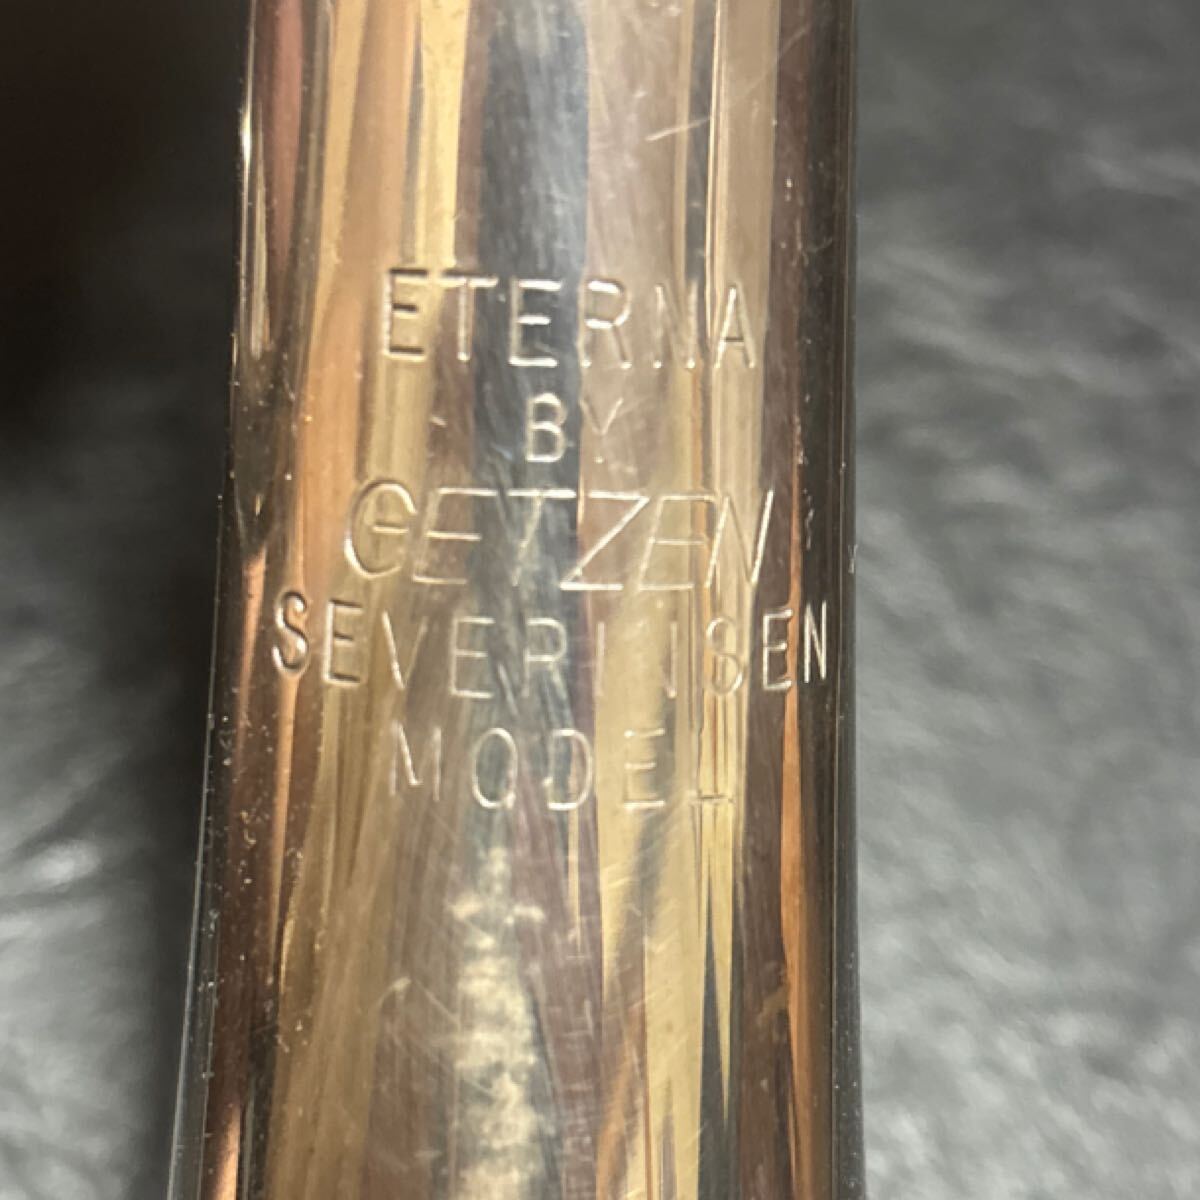 ETERNA
BY
GETZEN
SEVERINSEN
MODEL